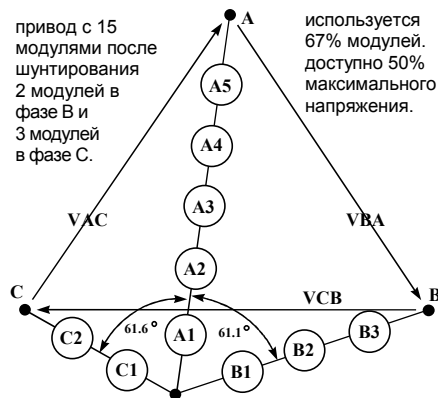 привод с 15
модулями после
шунтирования
2 модулей в
фазе В и
3 модулей
в фазе С.
используется
67% модулей.
доступно 50%
максимального
напряжения.
A
A5
A4
A3
VAC
VBA
A2
C
VCB
B
61.6°
61.1°
C2
A1
B3
C1
B2
B1